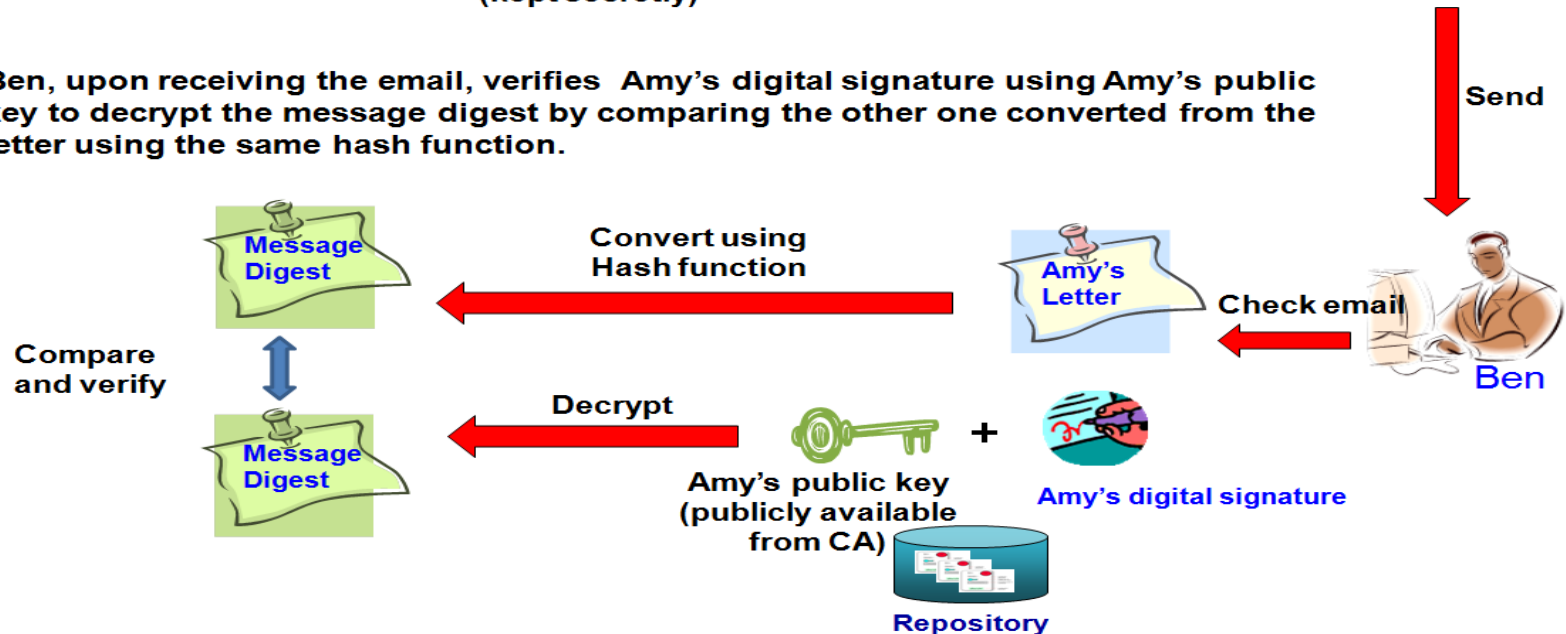 (kept secretly)
Ben, upon receiving the email, verifies Amy's digital signature using Amy's public
key to decrypt the message digest by comparing the other one converted from the
letter using the same hash function.
Send
Message
Digest
Convert using
Hash function
Amy's
Letter
Check email
Ben
Compare
and verify
Decrypt
+
Message
Digest
Amy's public key
(publicly available
from CA)
Amy's digital signature
Repository